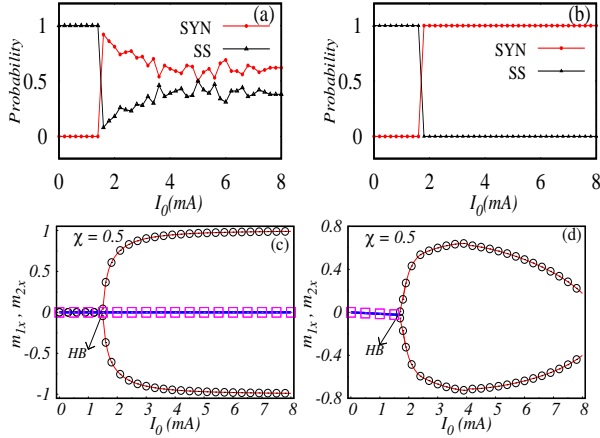 (a)
SYN
SS
Probability
1
0.5
0
0 2 4 6 8
I0(mA)
(b)
SYN
SS
Probability
1
0.5
0
0 2 4 6 8
I0(mA)
χ = 0.5
(c)
m1x , m2x
1
0.5
0
-0.5
-1
HB
0 1 2 3 4 5 6 7 8
I0(mA)
χ = 0.5
(d)
m1x , m2x
0.8
0.4
0
-0.4
-0.8
HB
0 1 2 3 4 5 6 7 8
I0(mA)